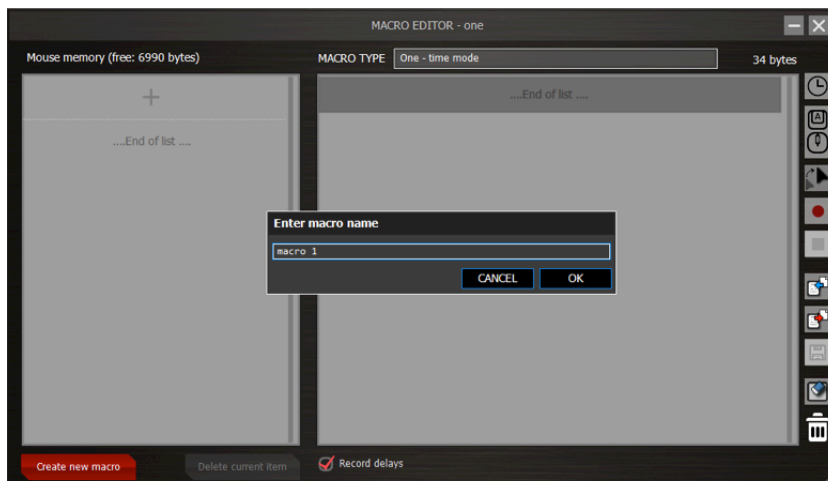 MACRO EDITOR - one
Mouse memory (free: 6990 bytes)
MACRO TYPE One - time mode 34 bytes
....End of list ....
....End of list ....
Enter macro name
macro 1
CANCEL OK
Create new macro Delete current item Record delays